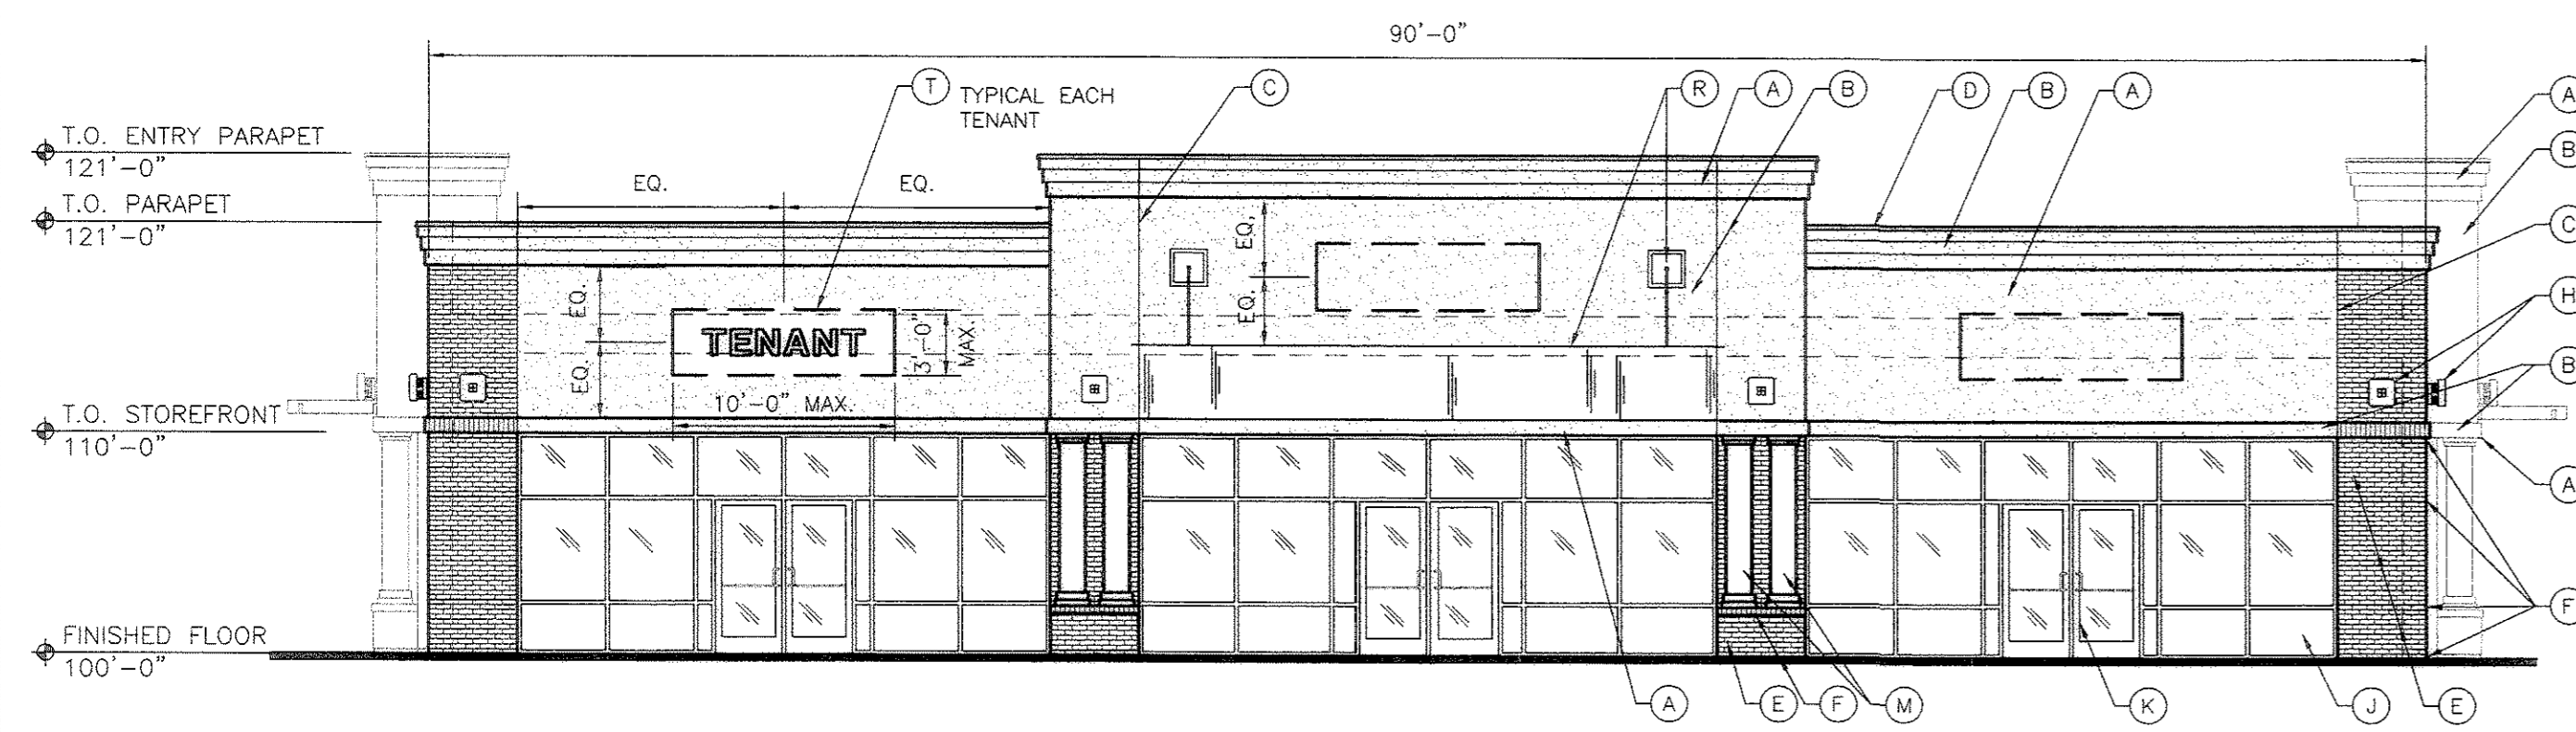 90'-0"
T TYPICAL EACH
TENANT
C
R
A
B
D
B
A
A
T.O. ENTRY PARAPET
121'-0"
B
EQ.
EQ.
T.O. PARAPET
121'-0"
C
EQ.
EQ.
EQ.
EQ.
TENANT
3'-0"
MAX.
H
B
10'-0" MAX.
T.O. STOREFRONT
110'-0"
A
F
FINISHED FLOOR
100'-0"
A
E
F
M
K
J
E